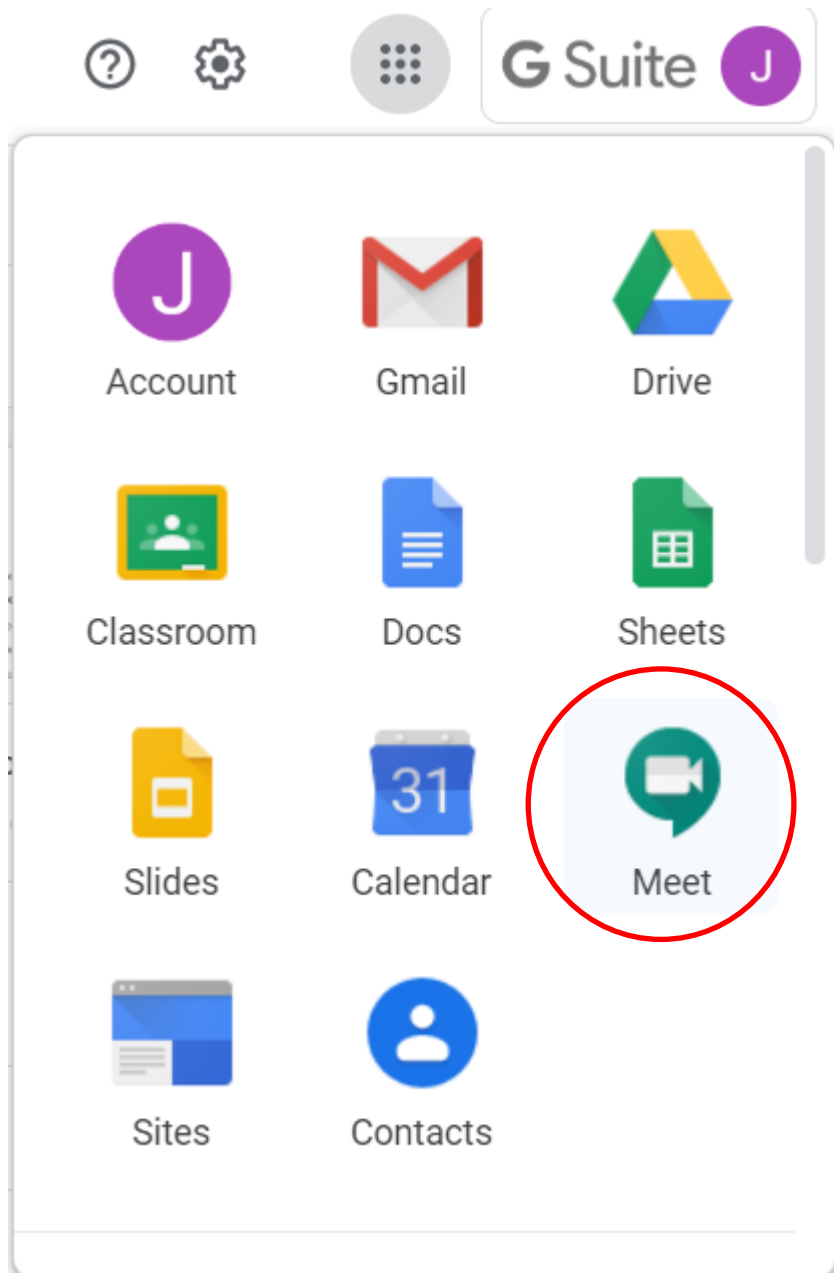 ? G Suite J
J
Account Gmail Drive
Classroom Docs Sheets
31
Slides Calendar Meet
Sites Contacts